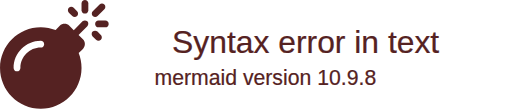 Syntax error in text
mermaid version 10.9.8